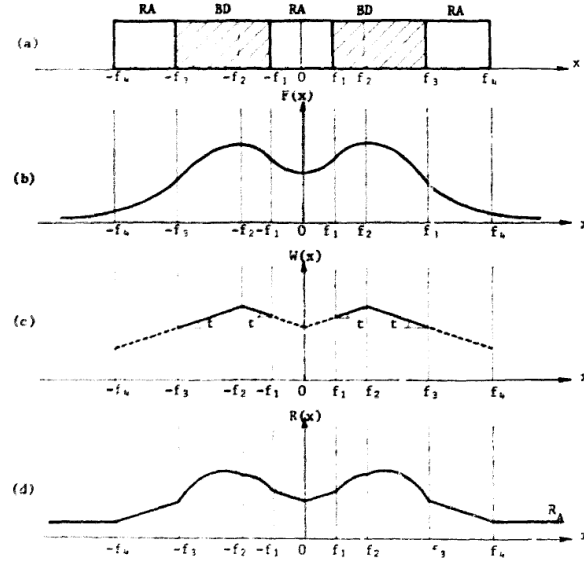 RA BD RA BD RA
(a)
x
-f₄ -f₃ -f₂ -f₁ 0 f₁ f₂ f₃ f₄
F(x)
(b)
x
-f₄ -f₃ -f₂ -f₁ 0 f₁ f₂ f₃ f₄
W(x)
(c)
t t t t
x
-f₄ -f₃ -f₂ -f₁ 0 f₁ f₂ f₃ f₄
R(x)
(d)
R_A
x
-f₄ -f₃ -f₂ -f₁ 0 f₁ f₂ f₃ f₄